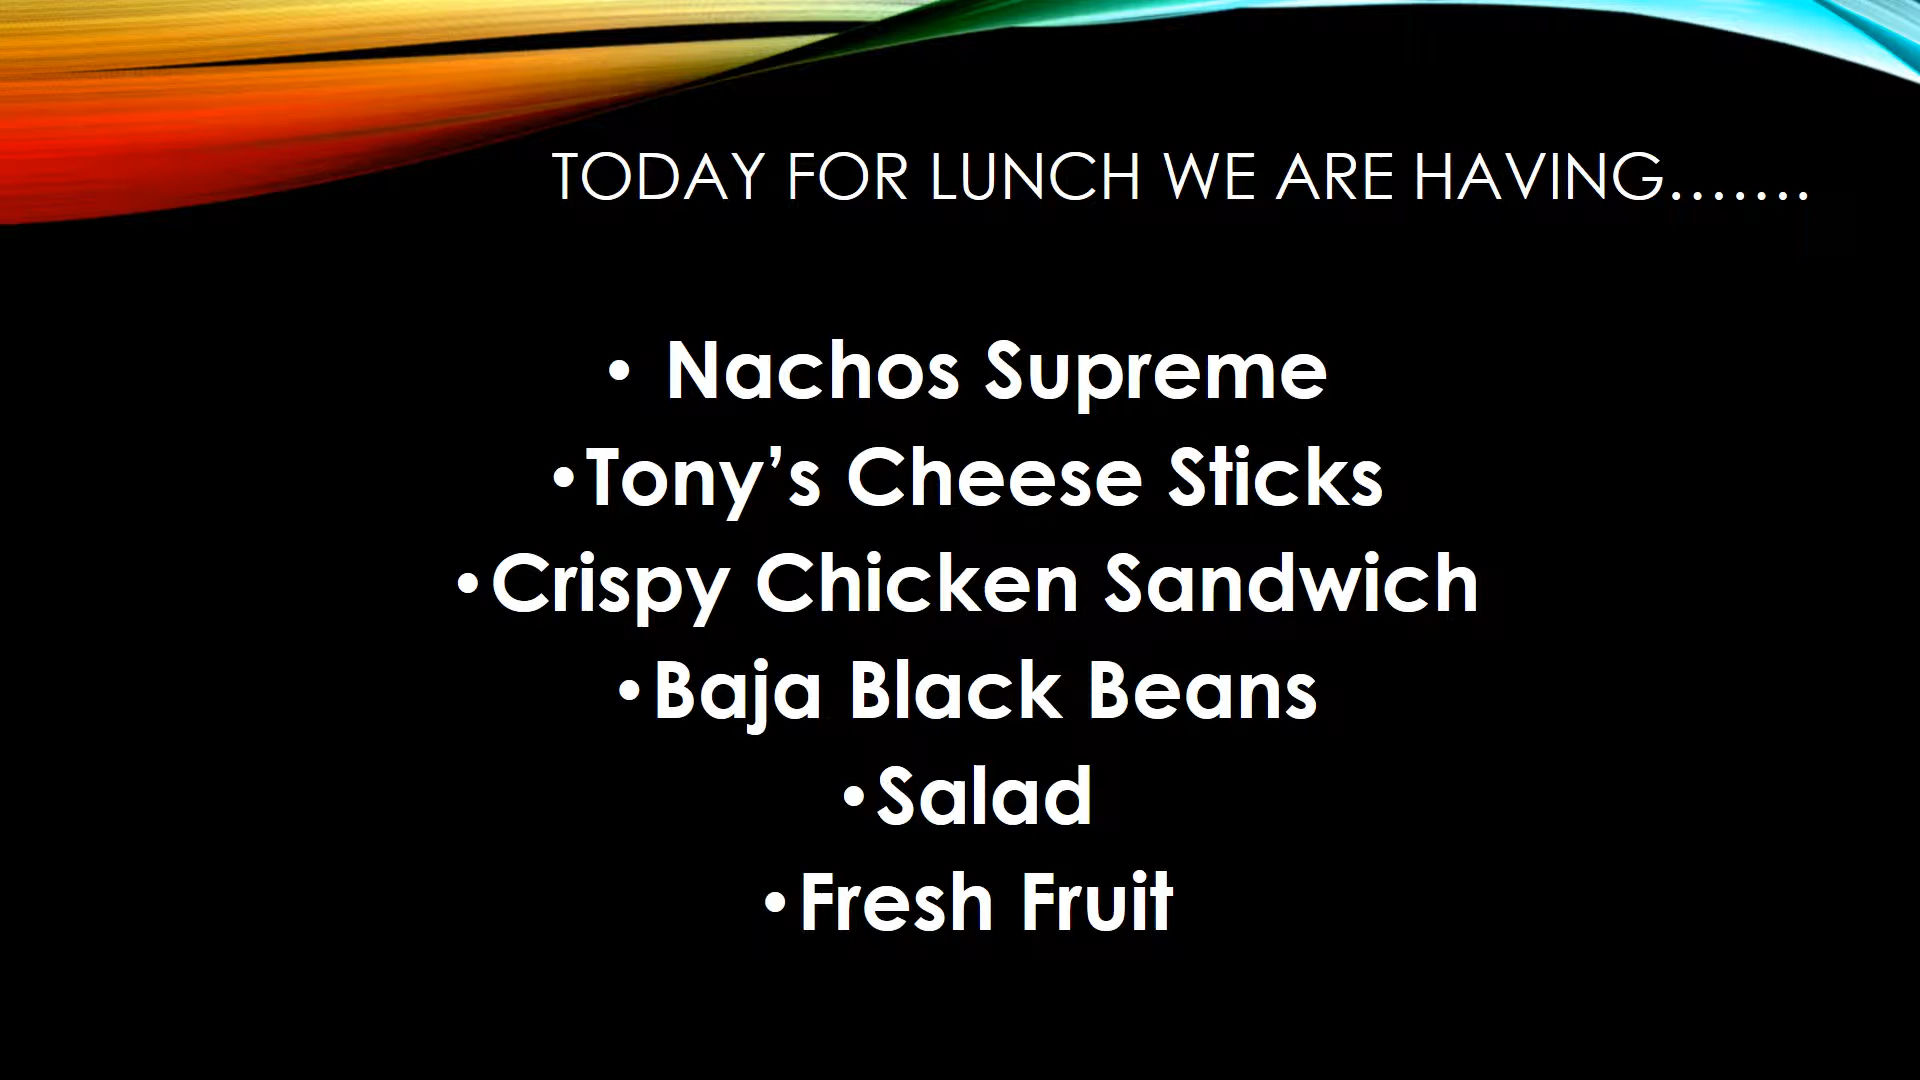 TODAY FOR LUNCH WE ARE HAVING.......
• Nachos Supreme
•Tony’s Cheese Sticks
•Crispy Chicken Sandwich
•Baja Black Beans
•Salad
•Fresh Fruit